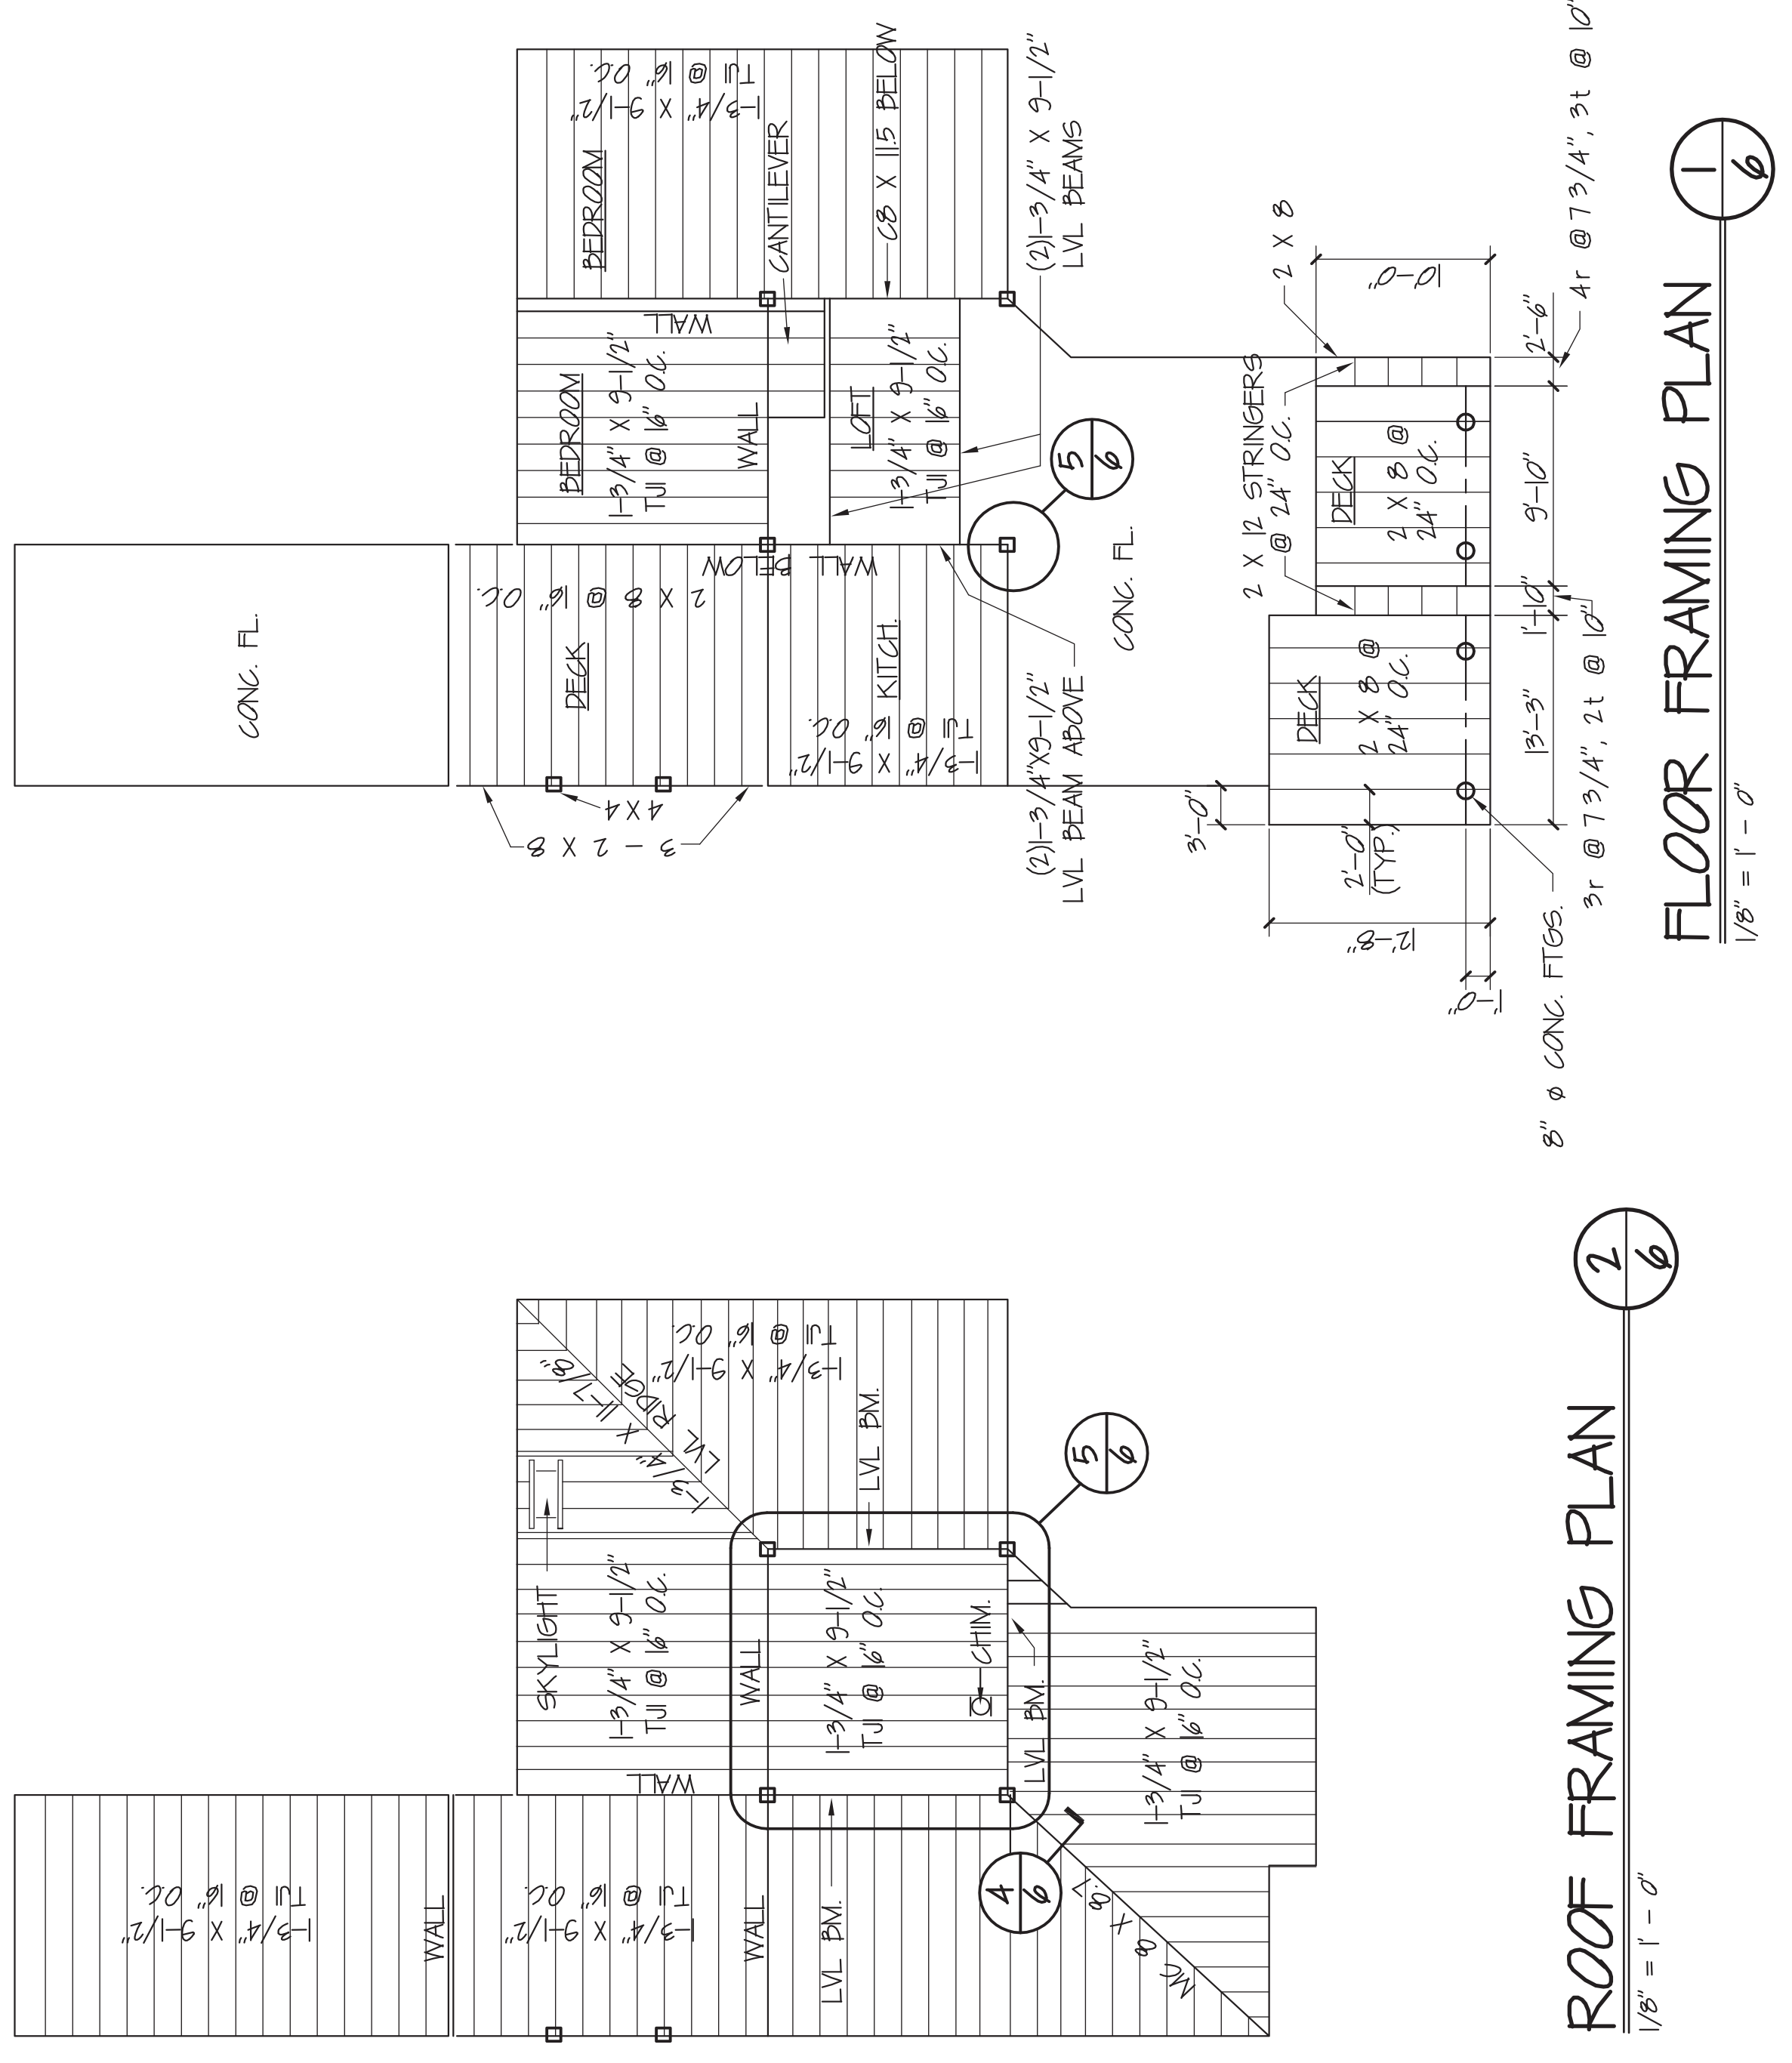 CONC. FL.
3 - 2 X 8
4 X 4
DECK
2 X 8 @ 16" O.C.
KITCH.
1-3/4" X 9-1/2"
TJI @ 16" O.C.
WALL BELOW
BEDROOM
1-3/4" X 9-1/2"
TJI @ 16" O.C.
WALL
WALL
LOFT
1-3/4" X 9-1/2"
TJI @ 16" O.C.
BEDROOM
1-3/4" X 9-1/2"
TJI @ 16" O.C.
CANTILEVER
C8 X 11.5 BELOW
(2)1-3/4" X 9-1/2"
LVL BEAMS
(2)1-3/4"X9-1/2"
LVL BEAM ABOVE
5
6
CONC. FL.
2 X 12 STRINGERS
@ 24" O.C.
2 X 8
DECK
2 X 8 @
24" O.C.
DECK
2 X 8 @
24" O.C.
3'-0"
2'-0"
(TYP.)
12'-8"
1'-0"
10'-0"
13'-3"
1'-10"
9'-10"
2'-6"
8" ø CONC. FTGS.
3r @ 7 3/4", 2t @ 10"
4r @ 7 3/4", 3t @ 10"
FLOOR FRAMING PLAN
1/8" = 1' - 0"
1
6
1-3/4" X 9-1/2"
TJI @ 16" O.C.
WALL
1-3/4" X 9-1/2"
TJI @ 16" O.C.
WALL
LVL BM.
WALL
SKYLIGHT
1-3/4" X 9-1/2"
TJI @ 16" O.C.
WALL
1-3/4" X 11-7/8"
LVL RIDGE
1-3/4" X 9-1/2"
TJI @ 16" O.C.
LVL BM.
1-3/4" X 9-1/2"
TJI @ 16" O.C.
CHIM.
LVL BM.
5
6
4
6
MC 8 X 8.7
1-3/4" X 9-1/2"
TJI @ 16" O.C.
ROOF FRAMING PLAN
1/8" = 1' - 0"
2
6